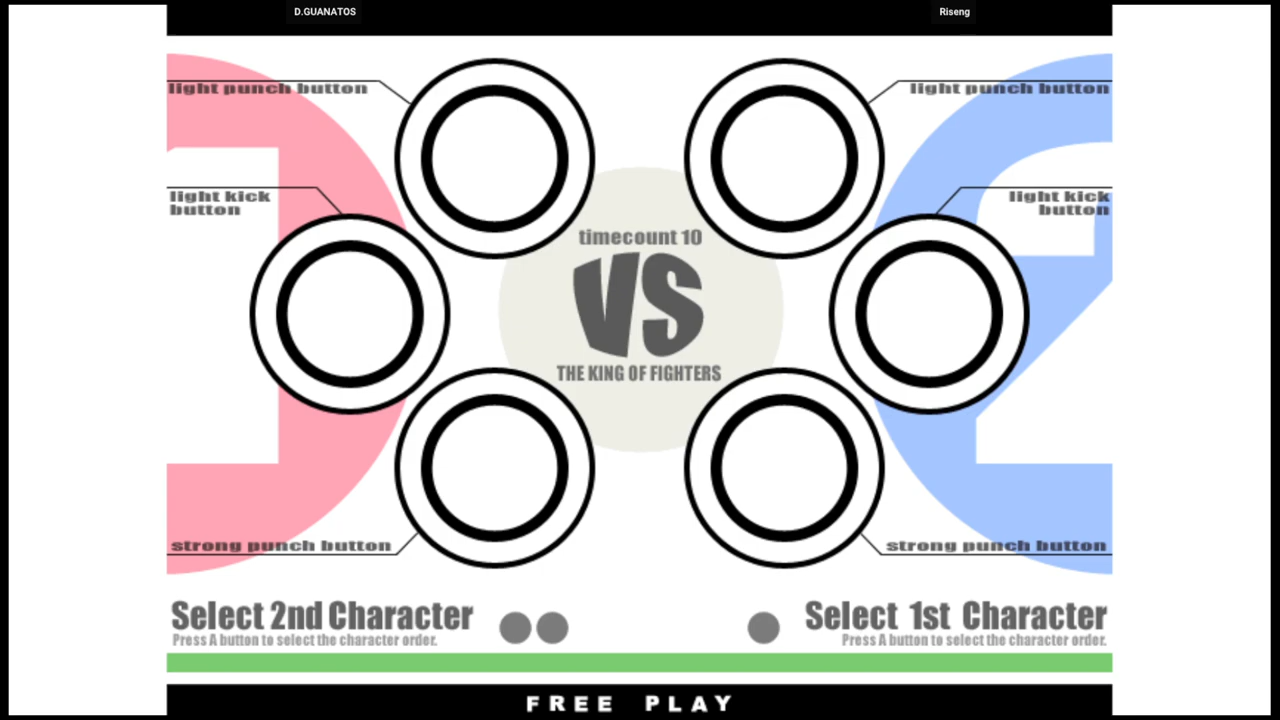 D.GUANATOS
Riseng
light punch button
light punch button
light kick
button
light kick
button
timecount 10
VS
THE KING OF FIGHTERS
1
2
strong punch button
strong punch button
Select 2nd Character
Press A button to select the character order.
Select 1st Character
Press A button to select the character order.
FREE PLAY